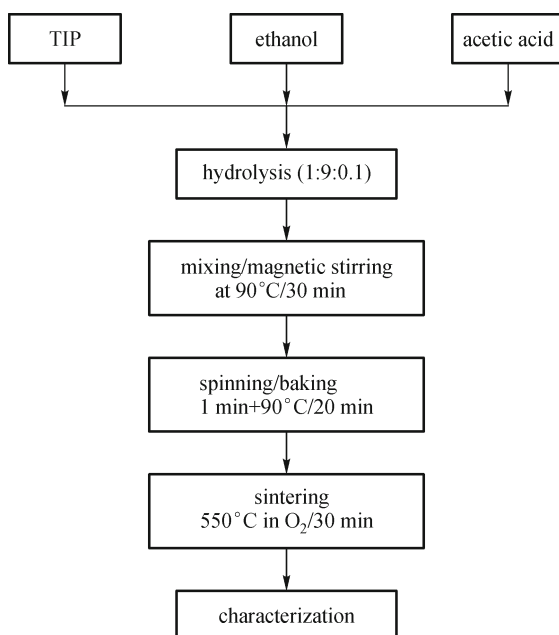 TIP
ethanol
acetic acid
hydrolysis (1:9:0.1)
mixing/magnetic stirring
at 90°C/30 min
spinning/baking
1 min+90°C/20 min
sintering
550°C in O₂/30 min
characterization